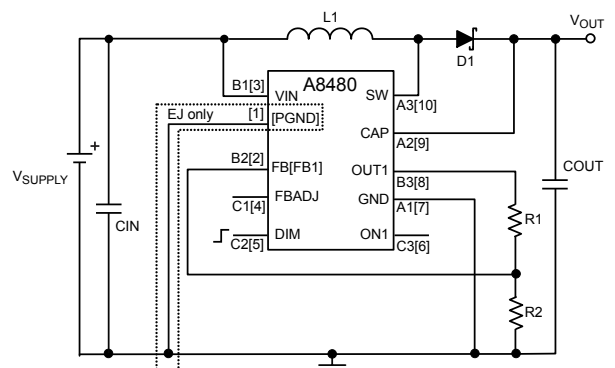 L1
VOUT
D1
B1[3]
A8480
VIN
SW
A3[10]
EJ only
[1]
[PGND]
CAP
A2[9]
B2[2]
FB[FB1]
OUT1
B3[8]
VSUPPLY
+
COUT
FBADJ
GND
C1[4]
A1[7]
R1
CIN
DIM
ON1
C2[5]
C3[6]
R2